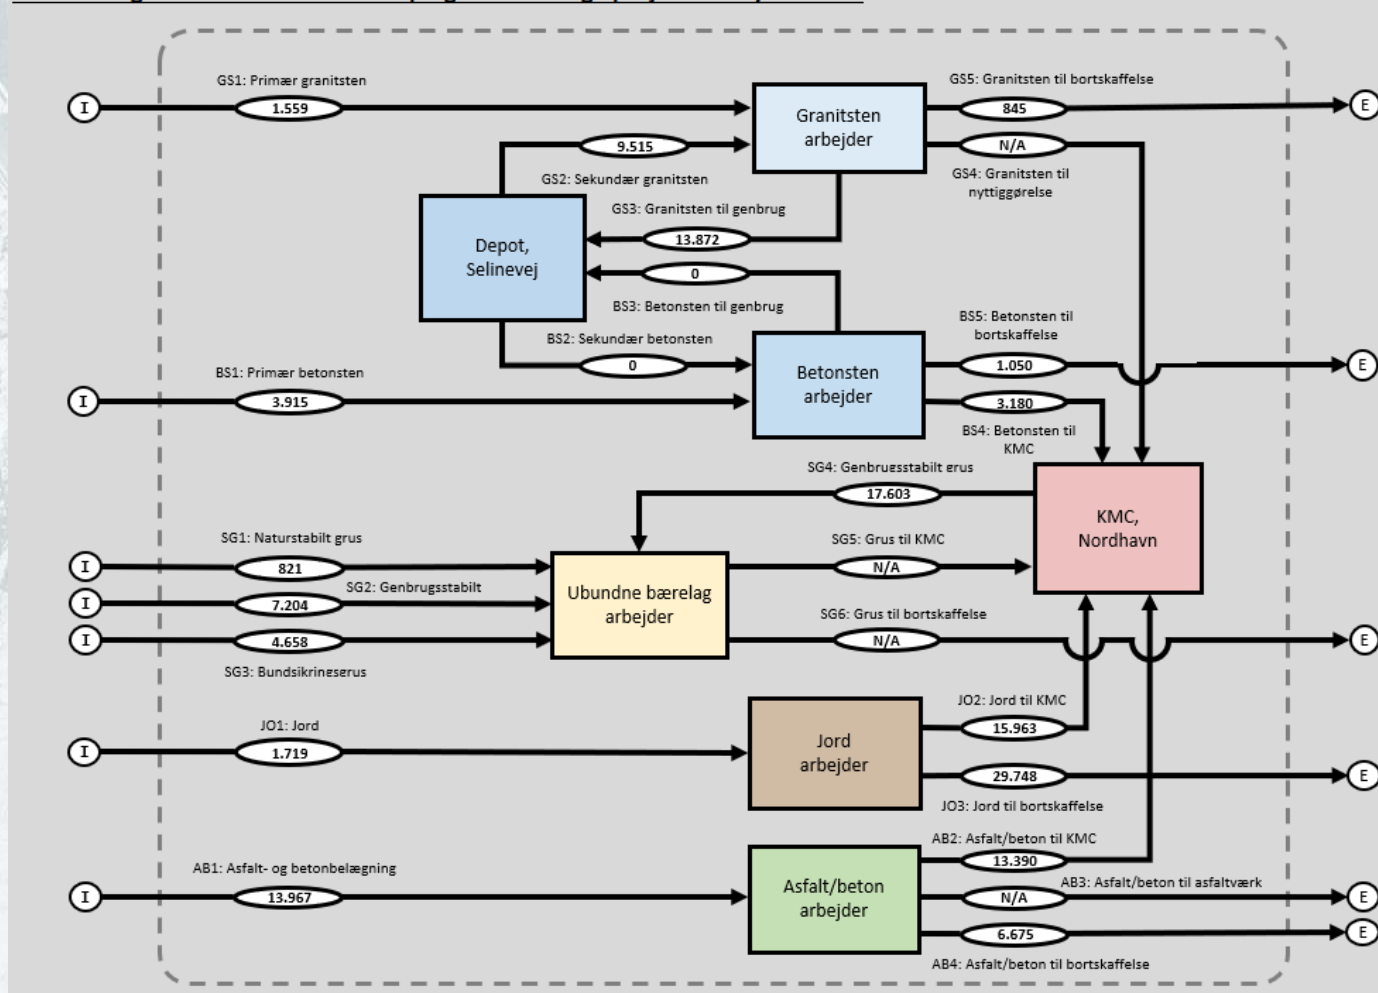 GS1: Primær granitsten
I
1.559
GS5: Granitsten til bortskaffelse
845
E
Granitsten
arbejder
9.515
GS2: Sekundær granitsten
N/A
GS4: Granitsten til
nyttiggørelse
GS3: Granitsten til genbrug
13.872
Depot,
Selinevej
0
BS3: Betonsten til genbrug
BS2: Sekundær betonsten
0
BS5: Betonsten til
bortskaffelse
1.050
E
BS1: Primær betonsten
I
3.915
Betonsten
arbejder
3.180
BS4: Betonsten til
KMC
SG4: Genbrugsstabilt grus
17.603
KMC,
Nordhavn
SG1: Naturstabilt grus
I
821
SG2: Genbrugsstabilt
I
7.204
I
4.658
SG3: Bundsikringsgrus
Ubundne bærelag
arbejder
SG5: Grus til KMC
N/A
SG6: Grus til bortskaffelse
N/A
E
JO1: Jord
I
1.719
Jord
arbejder
JO2: Jord til KMC
15.963
29.748
E
JO3: Jord til bortskaffelse
AB1: Asfalt- og betonbelægning
I
13.967
Asfalt/beton
arbejder
AB2: Asfalt/beton til KMC
13.390
AB3: Asfalt/beton til asfaltværk
N/A
E
6.675
E
AB4: Asfalt/beton til bortskaffelse